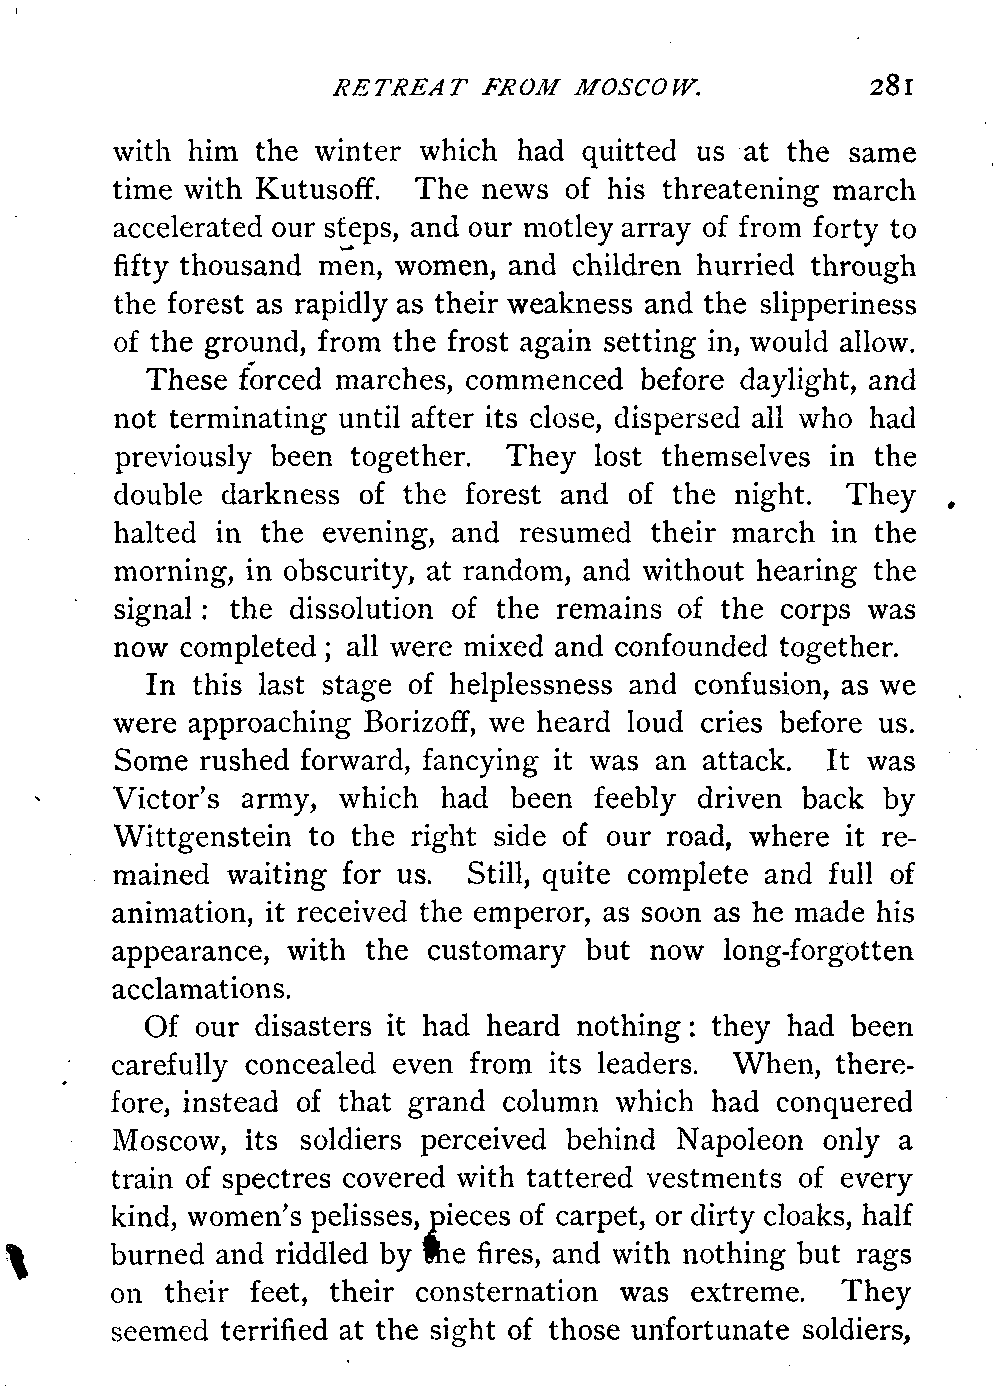 RETREAT FROM MOSCOW. 281
with him the winter which had quitted us at the same
time with Kutusoff. The news of his threatening march
accelerated our steps, and our motley array of from forty to
fifty thousand men, women, and children hurried through
the forest as rapidly as their weakness and the slipperiness
of the ground, from the frost again setting in, would allow.
These forced marches, commenced before daylight, and
not terminating until after its close, dispersed all who had
previously been together. They lost themselves in the
double darkness of the forest and of the night. They
halted in the evening, and resumed their march in the
morning, in obscurity, at random, and without hearing the
signal : the dissolution of the remains of the corps was
now completed ; all were mixed and confounded together.
In this last stage of helplessness and confusion, as we
were approaching Borizoff, we heard loud cries before us.
Some rushed forward, fancying it was an attack. It was
Victor's army, which had been feebly driven back by
Wittgenstein to the right side of our road, where it re-
mained waiting for us. Still, quite complete and full of
animation, it received the emperor, as soon as he made his
appearance, with the customary but now long-forgotten
acclamations.
Of our disasters it had heard nothing : they had been
carefully concealed even from its leaders. When, there-
fore, instead of that grand column which had conquered
Moscow, its soldiers perceived behind Napoleon only a
train of spectres covered with tattered vestments of every
kind, women's pelisses, pieces of carpet, or dirty cloaks, half
burned and riddled by the fires, and with nothing but rags
on their feet, their consternation was extreme. They
seemed terrified at the sight of those unfortunate soldiers,